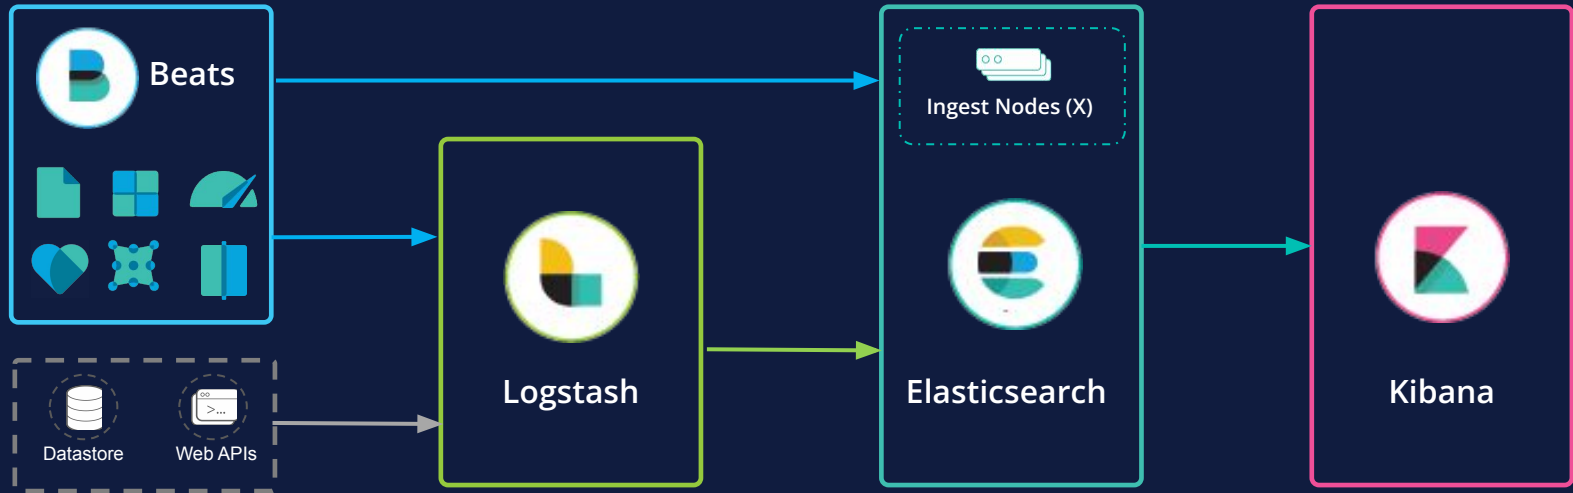 Beats
Ingest Nodes (X)
Logstash
Elasticsearch
Kibana
>...
Datastore
Web APIs